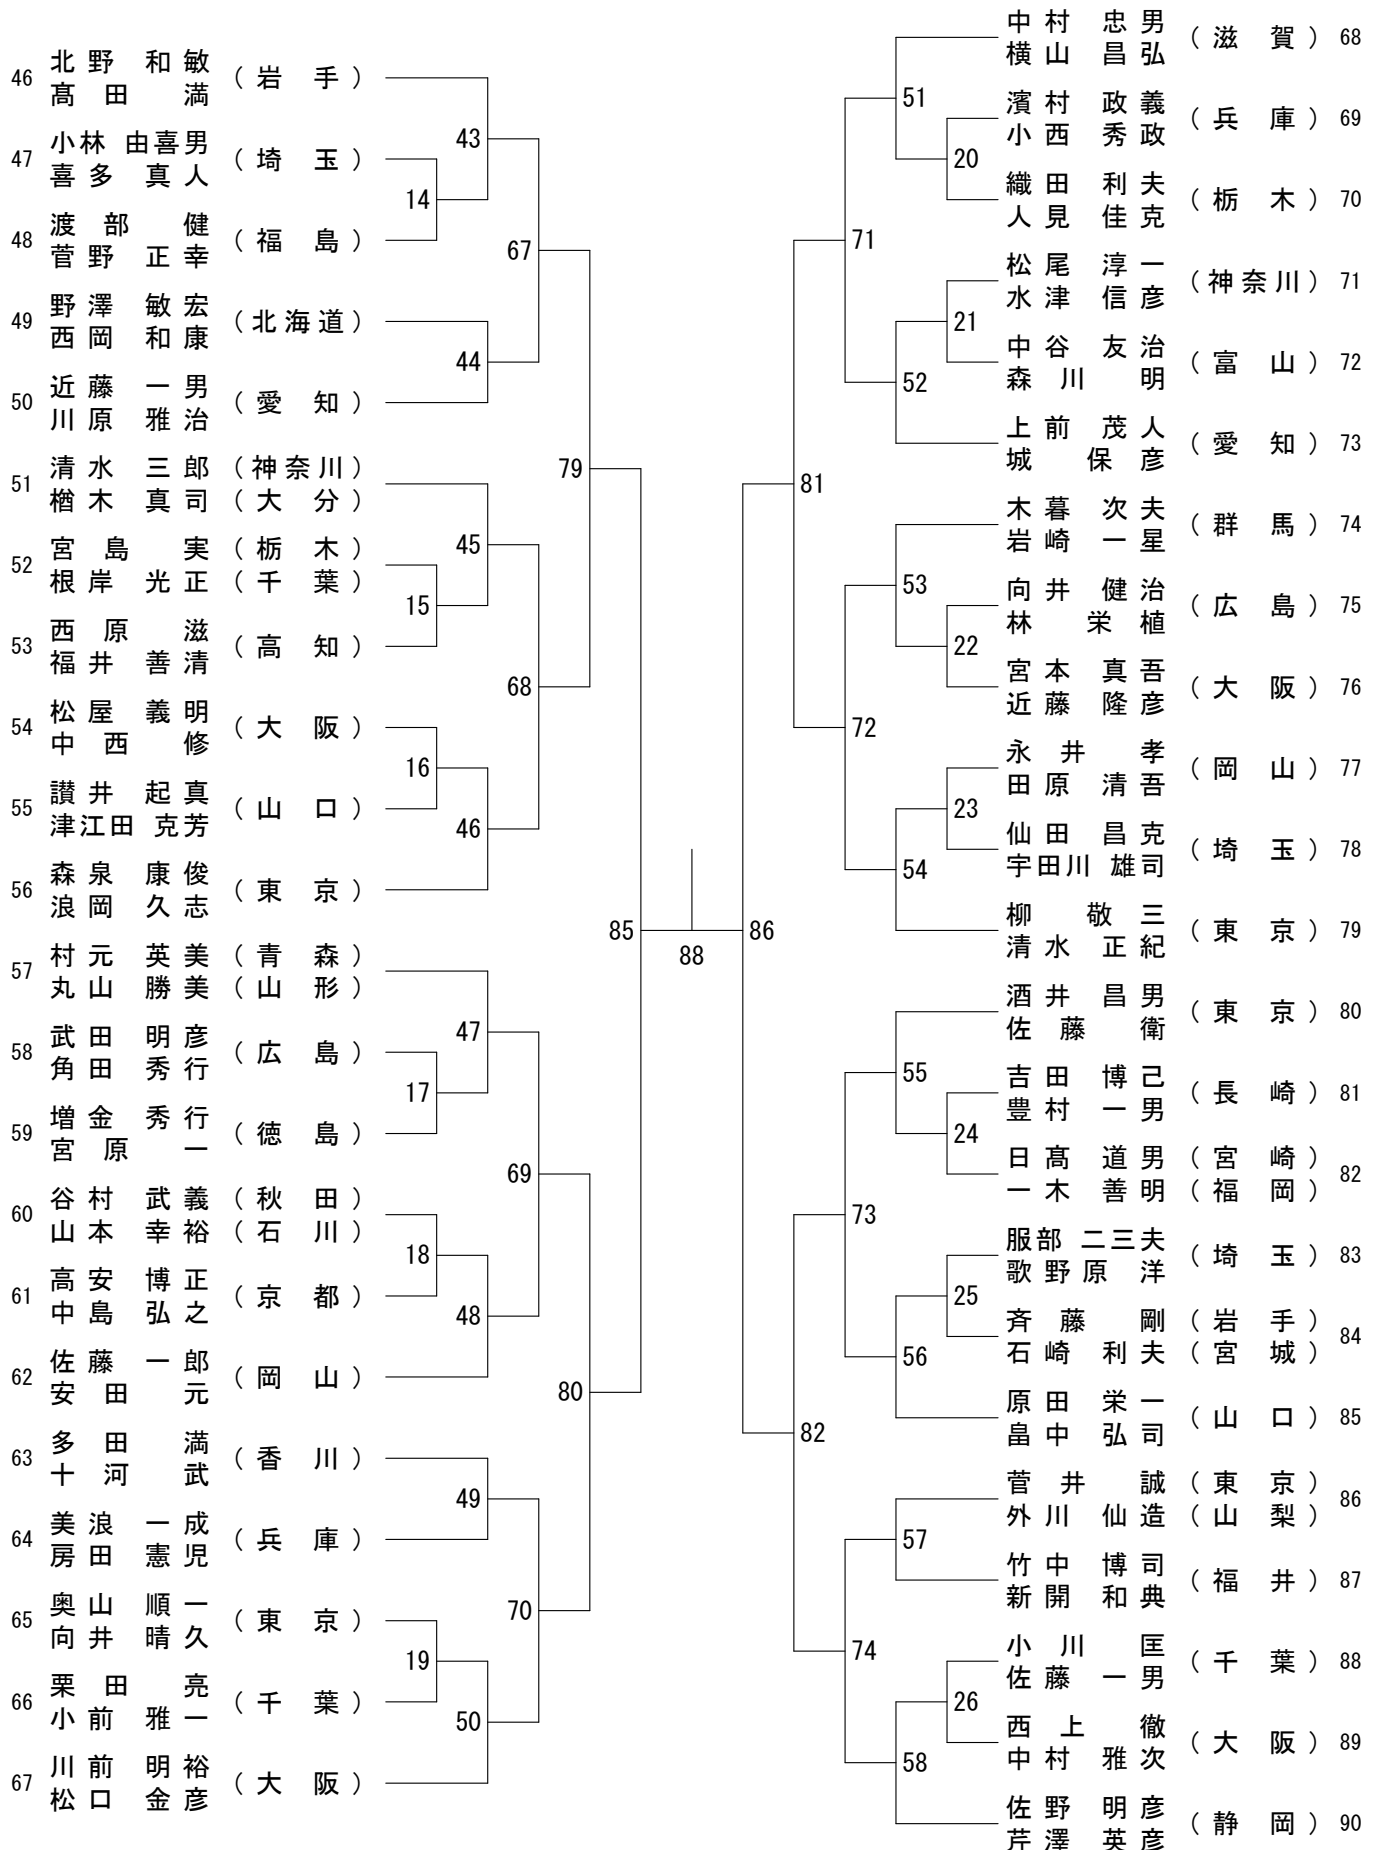 46 北野 和敏 (岩手)
髙田 満
47 小林 由喜男 (埼玉)
喜多 真人
48 渡部 健 (福島)
菅野 正幸
49 野澤 敏宏 (北海道)
西岡 和康
50 近藤 一男 (愛知)
川原 雅治
51 清水 三郎 (神奈川)
楢木 真司 (大分)
52 宮島 実 (栃木)
根岸 光正 (千葉)
53 西原 滋 (高知)
福井 善清
54 松屋 義明 (大阪)
中西 修
55 讃井 起真 (山口)
津江田 克芳
56 森泉 康俊 (東京)
浪岡 久志
57 村元 英美 (青森)
丸山 勝美 (山形)
58 武田 明彦 (広島)
角田 秀行
59 増金 秀行 (徳島)
宮原 一
60 谷村 武義 (秋田)
山本 幸裕 (石川)
61 高安 博正 (京都)
中島 弘之
62 佐藤 一郎 (岡山)
安田 元
63 多田 満 (香川)
十河 武
64 美浪 一成 (兵庫)
房田 憲児
65 奥山 順一 (東京)
向井 晴久
66 栗田 亮 (千葉)
小前 雅一
67 川前 明裕 (大阪)
松口 金彦
14
15
16
17
18
19
43
44
45
46
47
48
49
50
67
68
69
70
79
80
85
88
86
81
82
71
72
73
74
51
52
53
54
55
56
57
58
20
21
22
23
24
25
26
中村 忠男 (滋賀) 68
横山 昌弘
濱村 政義 (兵庫) 69
小西 秀政
織田 利夫 (栃木) 70
人見 佳克
松尾 淳一 (神奈川) 71
水津 信彦
中谷 友治 (富山) 72
森川 明
上前 茂人 (愛知) 73
城 保彦
木暮 次夫 (群馬) 74
岩崎 一星
向井 健治 (広島) 75
林 栄植
宮本 真吾 (大阪) 76
近藤 隆彦
永井 孝 (岡山) 77
田原 清吾
仙田 昌克 (埼玉) 78
宇田川 雄司
柳 敬三 (東京) 79
清水 正紀
酒井 昌男 (東京) 80
佐藤 衛
吉田 博己 (長崎) 81
豊村 一男
日髙 道男 (宮崎) 82
一木 善明 (福岡)
服部 二三夫 (埼玉) 83
歌野原 洋
斉藤 剛 (岩手) 84
石崎 利夫 (宮城)
原田 栄一 (山口) 85
畠中 弘司
菅井 誠 (東京) 86
外川 仙造 (山梨)
竹中 博司 (福井) 87
新開 和典
小川 匡 (千葉) 88
佐藤 一男
西上 徹 (大阪) 89
中村 雅次
佐野 明彦 (静岡) 90
芹澤 英彦